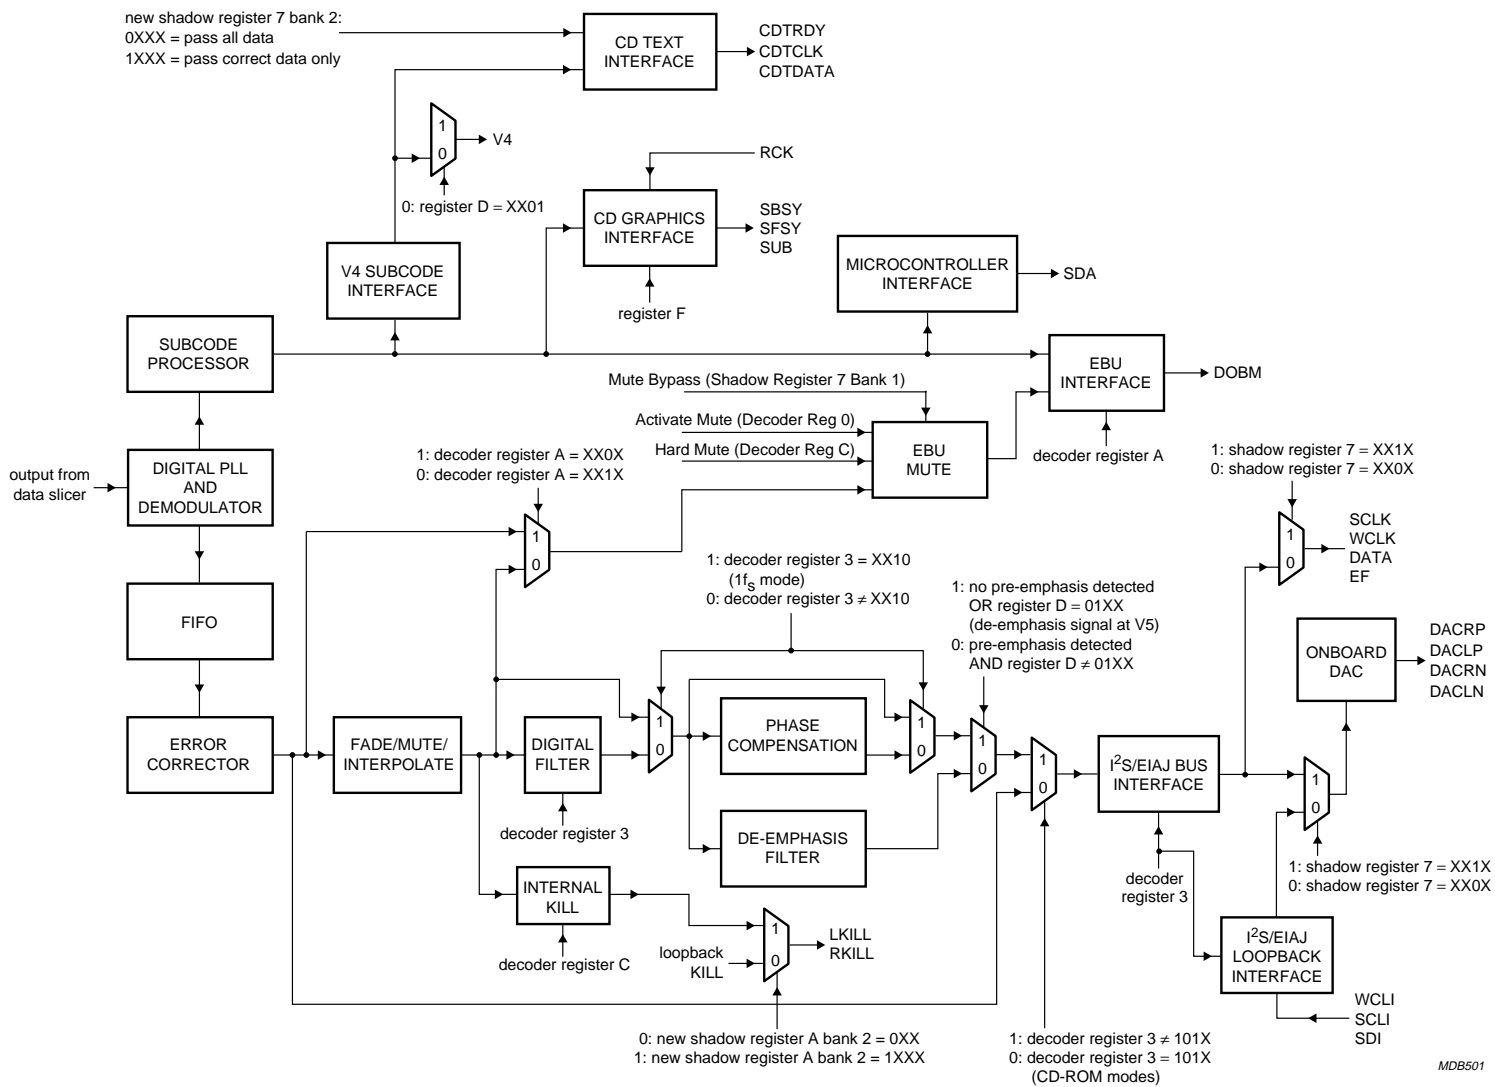 new shadow register 7 bank 2:
0XXX = pass all data
1XXX = pass correct data only
CD TEXT
INTERFACE
CDTRDY
CDTCLK
CDTDATA
1
0
V4
0: register D = XX01
RCK
CD GRAPHICS
INTERFACE
SBSY
SFSY
SUB
register F
V4 SUBCODE
INTERFACE
MICROCONTROLLER
INTERFACE
SDA
SUBCODE
PROCESSOR
EBU
INTERFACE
DOBM
decoder register A
Mute Bypass (Shadow Register 7 Bank 1)
Activate Mute (Decoder Reg 0)
Hard Mute (Decoder Reg C)
EBU
MUTE
output from
data slicer
DIGITAL PLL
AND
DEMODULATOR
1: decoder register A = XX0X
0: decoder register A = XX1X
1
0
1: shadow register 7 = XX1X
0: shadow register 7 = XX0X
1
0
SCLK
WCLK
DATA
EF
FIFO
1: decoder register 3 = XX10
(1fs mode)
0: decoder register 3 ≠ XX10
1: no pre-emphasis detected
OR register D = 01XX
(de-emphasis signal at V5)
0: pre-emphasis detected
AND register D ≠ 01XX
ONBOARD
DAC
DACRP
DACLP
DACRN
DACLN
ERROR
CORRECTOR
FADE/MUTE/
INTERPOLATE
DIGITAL
FILTER
decoder register 3
1
0
PHASE
COMPENSATION
1
0
1
0
1
0
I2S/EIAJ BUS
INTERFACE
1
0
DE-EMPHASIS
FILTER
decoder
register 3
1: shadow register 7 = XX1X
0: shadow register 7 = XX0X
INTERNAL
KILL
decoder register C
loopback
KILL
1
0
LKILL
RKILL
I2S/EIAJ
LOOPBACK
INTERFACE
WCLI
SCLI
SDI
0: new shadow register A bank 2 = 0XX
1: new shadow register A bank 2 = 1XXX
1: decoder register 3 ≠ 101X
0: decoder register 3 = 101X
(CD-ROM modes)
MDB501